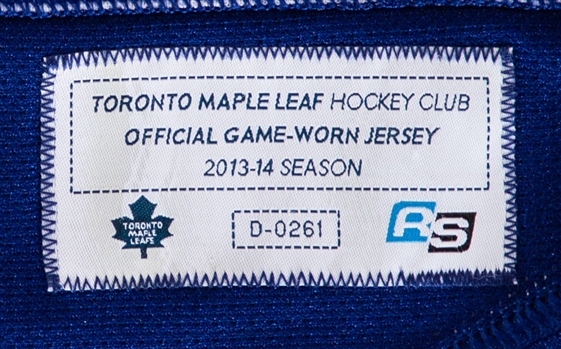 TORONTO MAPLE LEAF HOCKEY CLUB
OFFICIAL GAME-WORN JERSEY
2013-14 SEASON
TORONTO
MAPLE
LEAFS
D-0261
RS